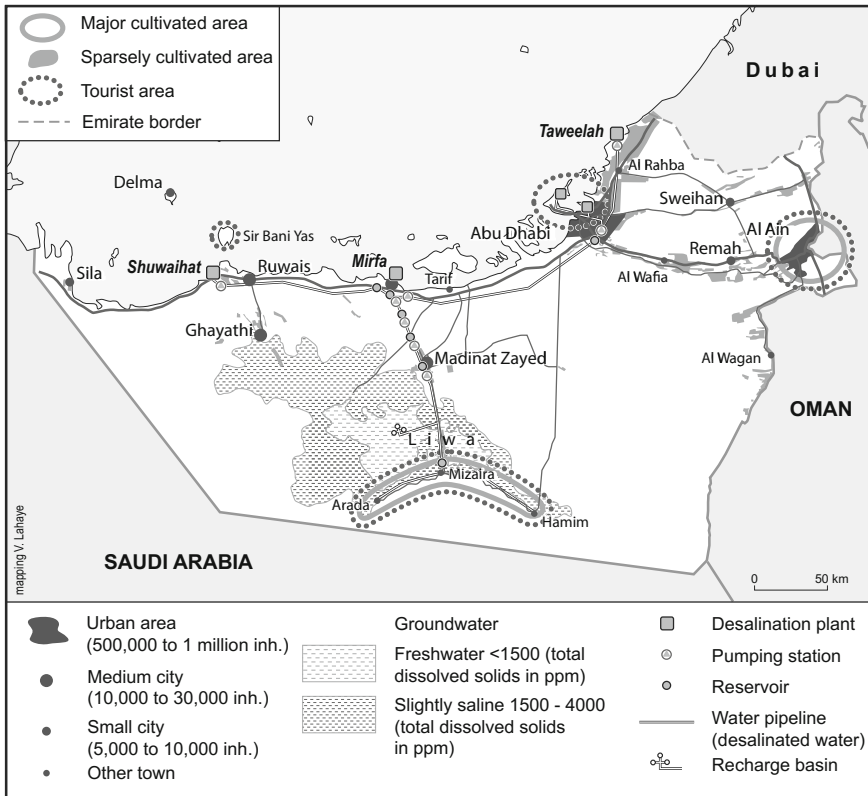 Major cultivated area
Sparsely cultivated area
Tourist area
Emirate border
Dubai
Taweelah
Al Rahba
Delma
Sweihan
Abu Dhabi
Al Ain
Sir Bani Yas
Remah
Shuwaihat
Ruwais
Mirfa
Sila
Tarif
Al Wafia
Ghayathi
Madinat Zayed
Al Wagan
OMAN
Liwa
Mizaira
Arada
Hamim
SAUDI ARABIA
mapping V. Lahaye
0 50 km
Urban area
(500,000 to 1 million inh.)
Medium city
(10,000 to 30,000 inh.)
Small city
(5,000 to 10,000 inh.)
Other town
Groundwater
Freshwater <1500 (total
dissolved solids in ppm)
Slightly saline 1500 - 4000
(total dissolved solids
in ppm)
Desalination plant
Pumping station
Reservoir
Water pipeline
(desalinated water)
Recharge basin